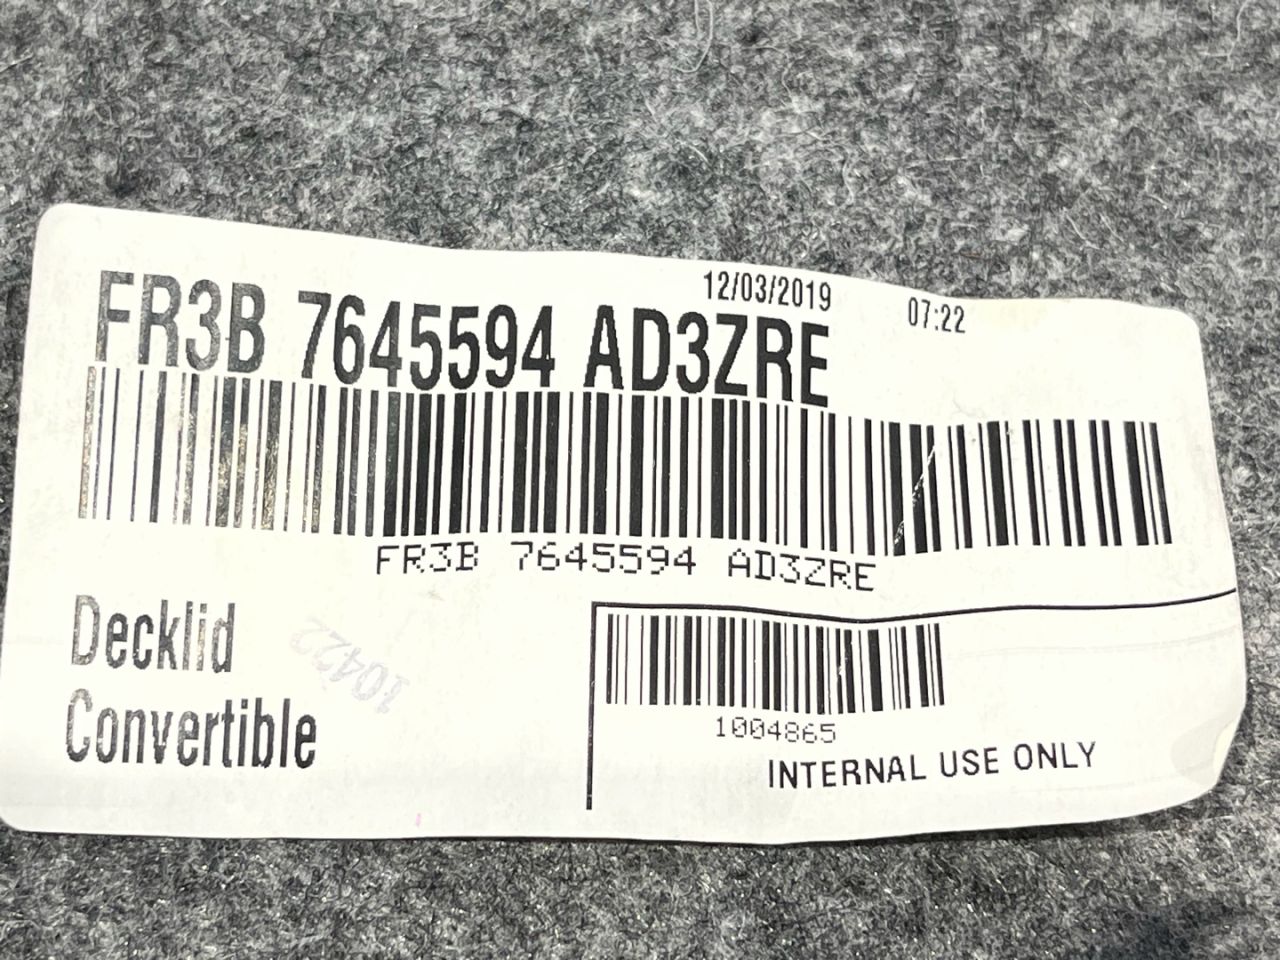 12/03/2019 07:22
FR3B 7645594 AD3ZRE
FR3B 7645594 AD3ZRE
Decklid
Convertible
10422
1004865
INTERNAL USE ONLY